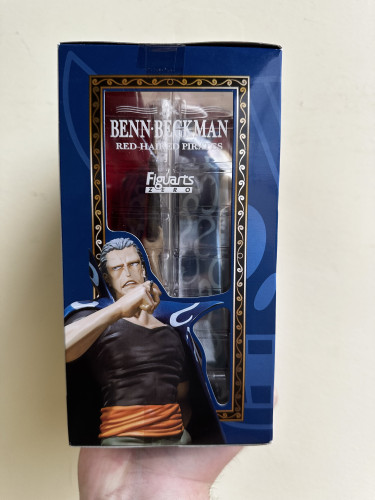 BENN·BECKMAN
RED-HAIRED PIRATES
Figuarts
ZERO